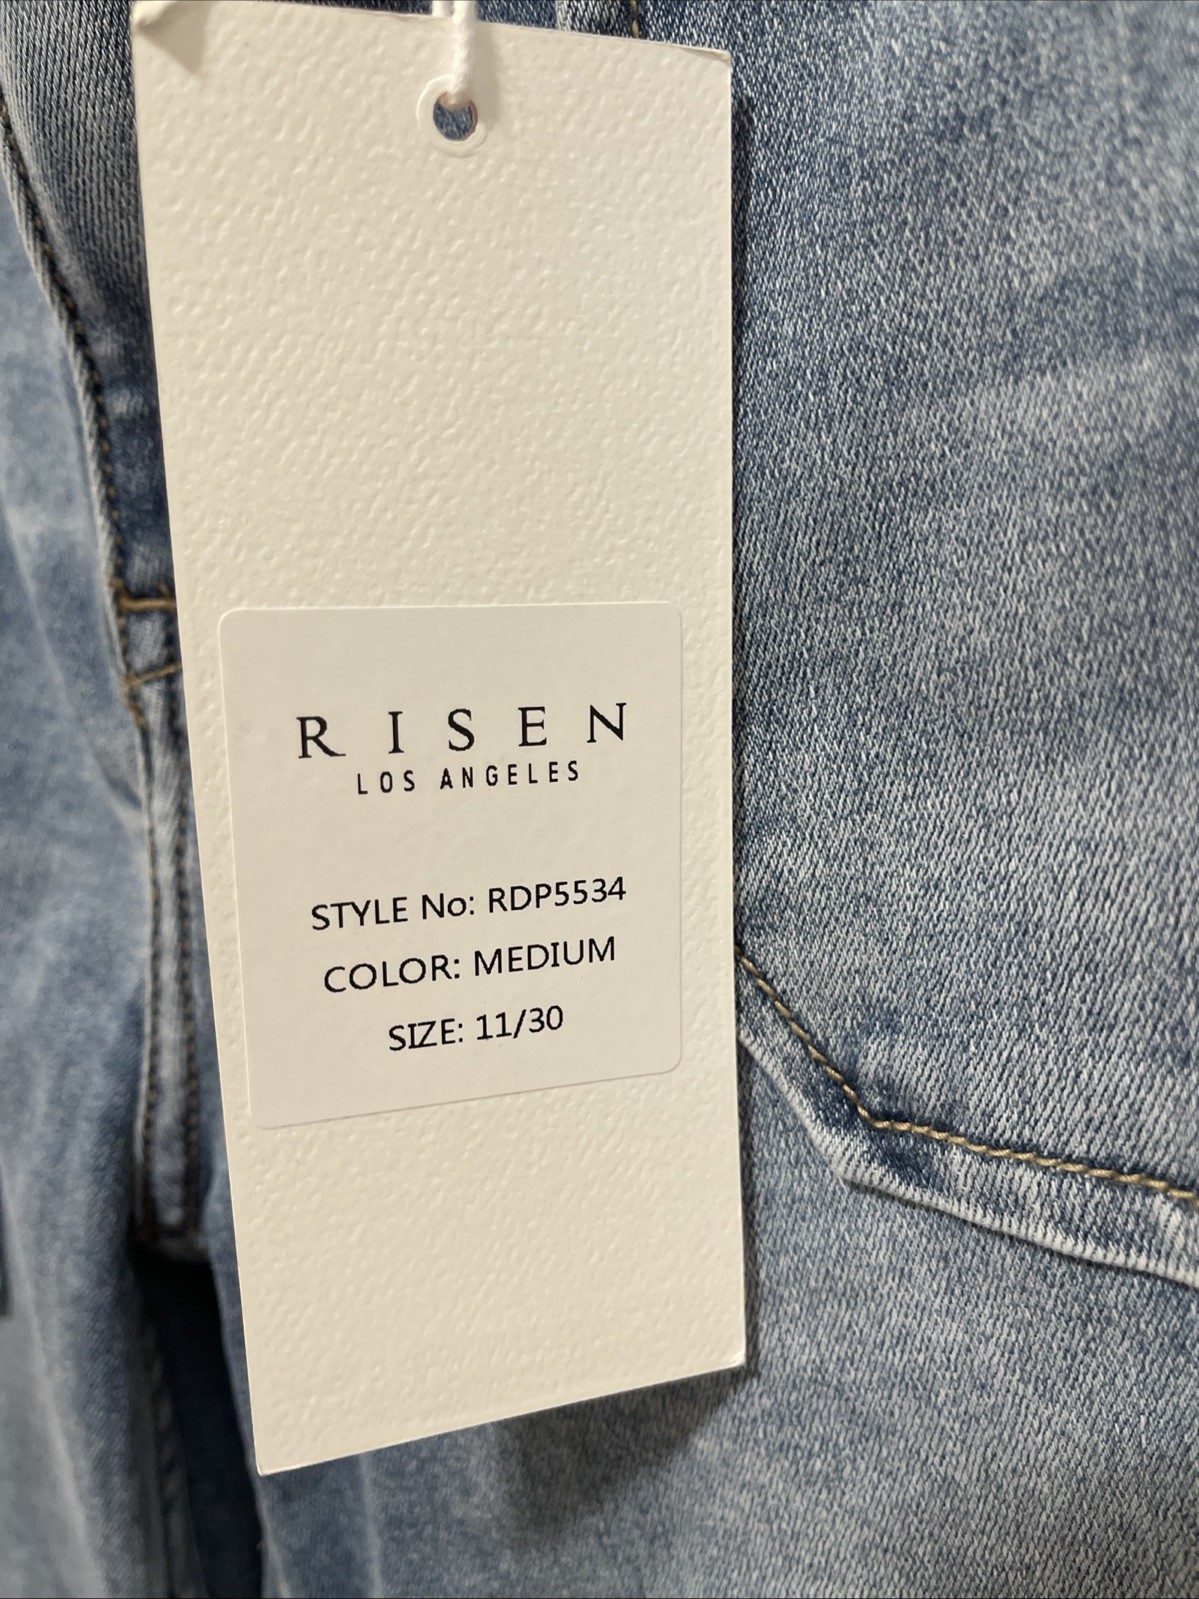 RISEN
LOS ANGELES
STYLE No: RDP5534
COLOR: MEDIUM
SIZE: 11/30